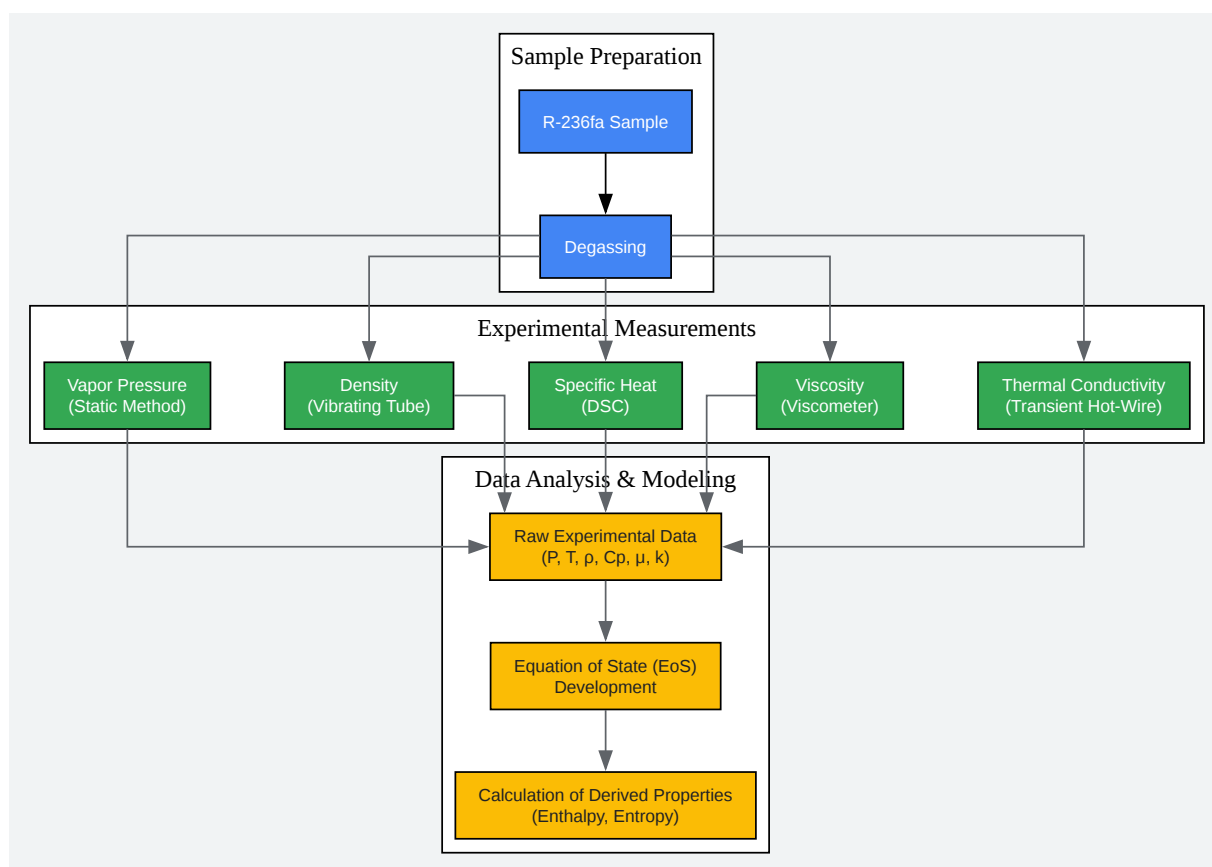 Sample Preparation
R-236fa Sample
Degassing
Experimental Measurements
Vapor Pressure
(Static Method)
Density
(Vibrating Tube)
Specific Heat
(DSC)
Viscosity
(Viscometer)
Thermal Conductivity
(Transient Hot-Wire)
Data Analysis & Modeling
Raw Experimental Data
(P, T, ρ, Cp, μ, k)
Equation of State (EoS)
Development
Calculation of Derived Properties
(Enthalpy, Entropy)